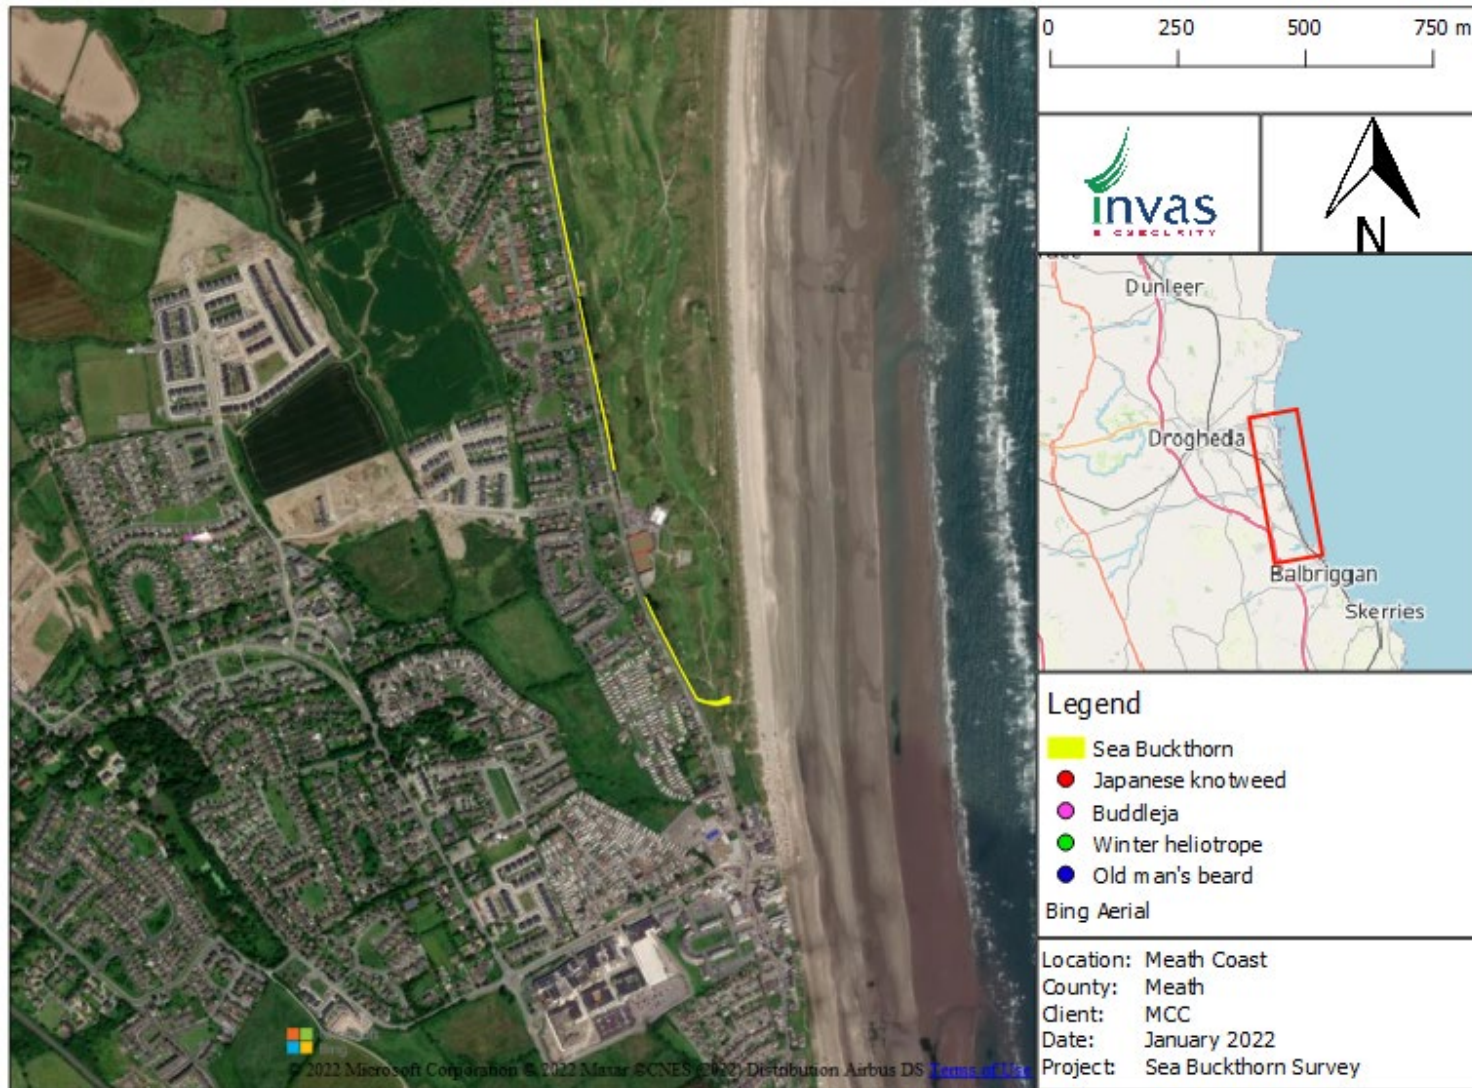 0 250 500 750 m
invas
BIOSECURITY
N
Dunleer
Drogheda
Balbriggan
Skerries
Legend
Sea Buckthorn
Japanese knotweed
Buddleja
Winter heliotrope
Old man's beard
Bing Aerial
Location: Meath Coast
County: Meath
Client: MCC
Date: January 2022
Project: Sea Buckthorn Survey
© 2022 Microsoft Corporation © 2022 Maxar ©CNES (2022) Distribution Airbus DS Terms of Use